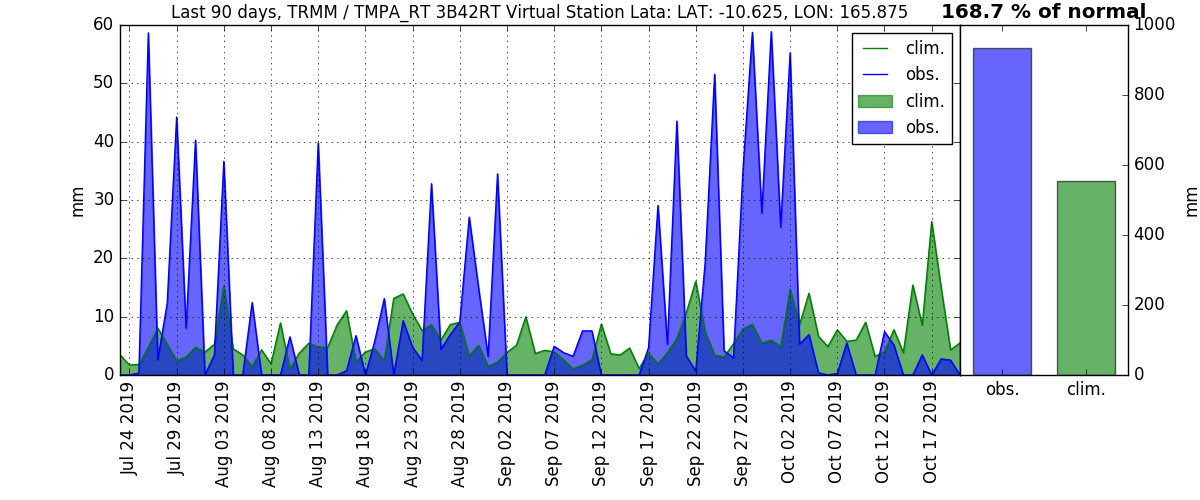 Last 90 days, TRMM / TMPA_RT 3B42RT Virtual Station Lata: LAT: -10.625, LON: 165.875
168.7 % of normal
60
50
40
30
20
10
0
mm
clim.
obs.
clim.
obs.
Jul 24 2019
Jul 29 2019
Aug 03 2019
Aug 08 2019
Aug 13 2019
Aug 18 2019
Aug 23 2019
Aug 28 2019
Sep 02 2019
Sep 07 2019
Sep 12 2019
Sep 17 2019
Sep 22 2019
Sep 27 2019
Oct 02 2019
Oct 07 2019
Oct 12 2019
Oct 17 2019
1000
800
600
400
200
0
mm
obs.
clim.